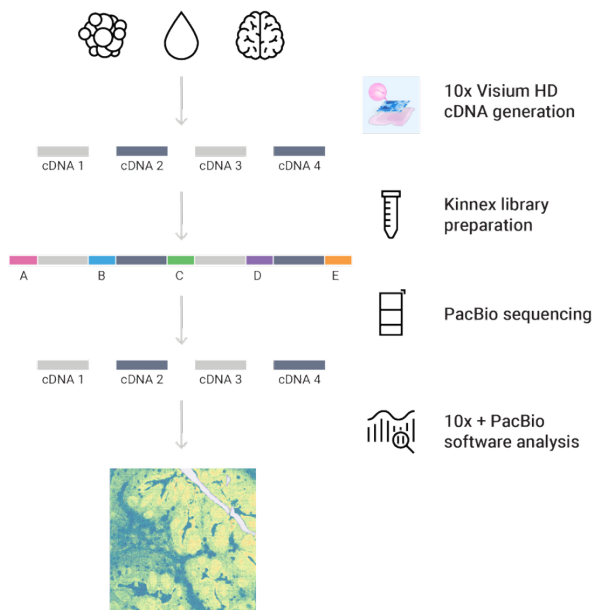 10x Visium HD
cDNA generation
cDNA 1 cDNA 2 cDNA 3 cDNA 4
Kinnex library
preparation
A B C D E
PacBio sequencing
cDNA 1 cDNA 2 cDNA 3 cDNA 4
10x + PacBio
software analysis